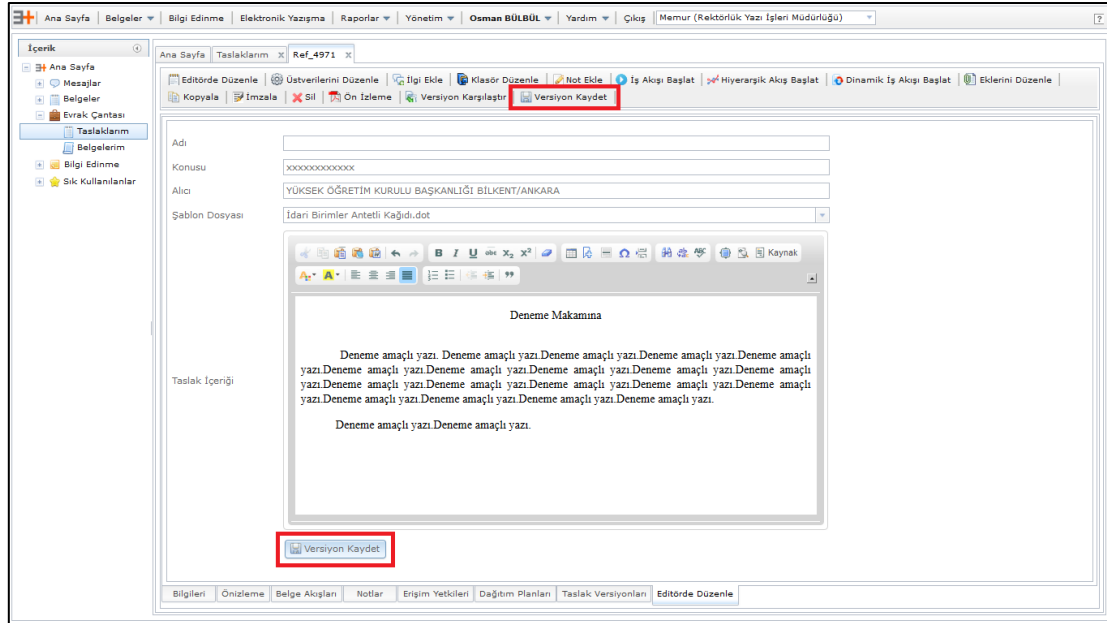 Ana Sayfa Belgeler Bilgi Edinme Elektronik Yazışma Raporlar Yönetim Osman BÜLBÜL Yardım Çıkış Memur (Rektörlük Yazı İşleri Müdürlüğü) ?
İçerik
Ana Sayfa
Mesajlar
Belgeler
Evrak Çantası
Taslaklarım
Belgelerim
Bilgi Edinme
Sık Kullanılanlar
Ana Sayfa Taslaklarım x Ref_4971 x
Editörde Düzenle Üstverilerini Düzenle İlgi Ekle Klasör Düzenle Not Ekle İş Akışı Başlat Hiyerarşik Akış Başlat Dinamik İş Akışı Başlat Eklerini Düzenle
Kopyala İmzala Sil Ön İzleme Versiyon Karşılaştır Versiyon Kaydet
Adı
Konusu xxxxxxxxxxxx
Alıcı YÜKSEK ÖĞRETİM KURULU BAŞKANLIĞI BİLKENT/ANKARA
Şablon Dosyası İdari Birimler Antetli Kağıdı.dot
B I U abc X₂ X² Ω ABC Kaynak
A A
Taslak İçeriği
Deneme Makamına
Deneme amaçlı yazı. Deneme amaçlı yazı.Deneme amaçlı yazı.Deneme amaçlı yazı.Deneme amaçlı
yazı.Deneme amaçlı yazı.Deneme amaçlı yazı.Deneme amaçlı yazı.Deneme amaçlı yazı.Deneme amaçlı
yazı.Deneme amaçlı yazı.Deneme amaçlı yazı.Deneme amaçlı yazı.Deneme amaçlı yazı.Deneme amaçlı
yazı.Deneme amaçlı yazı.Deneme amaçlı yazı.Deneme amaçlı yazı.Deneme amaçlı yazı.
Deneme amaçlı yazı.Deneme amaçlı yazı.
Versiyon Kaydet
Bilgileri Önizleme Belge Akışları Notlar Erişim Yetkileri Dağıtım Planları Taslak Versiyonları Editörde Düzenle